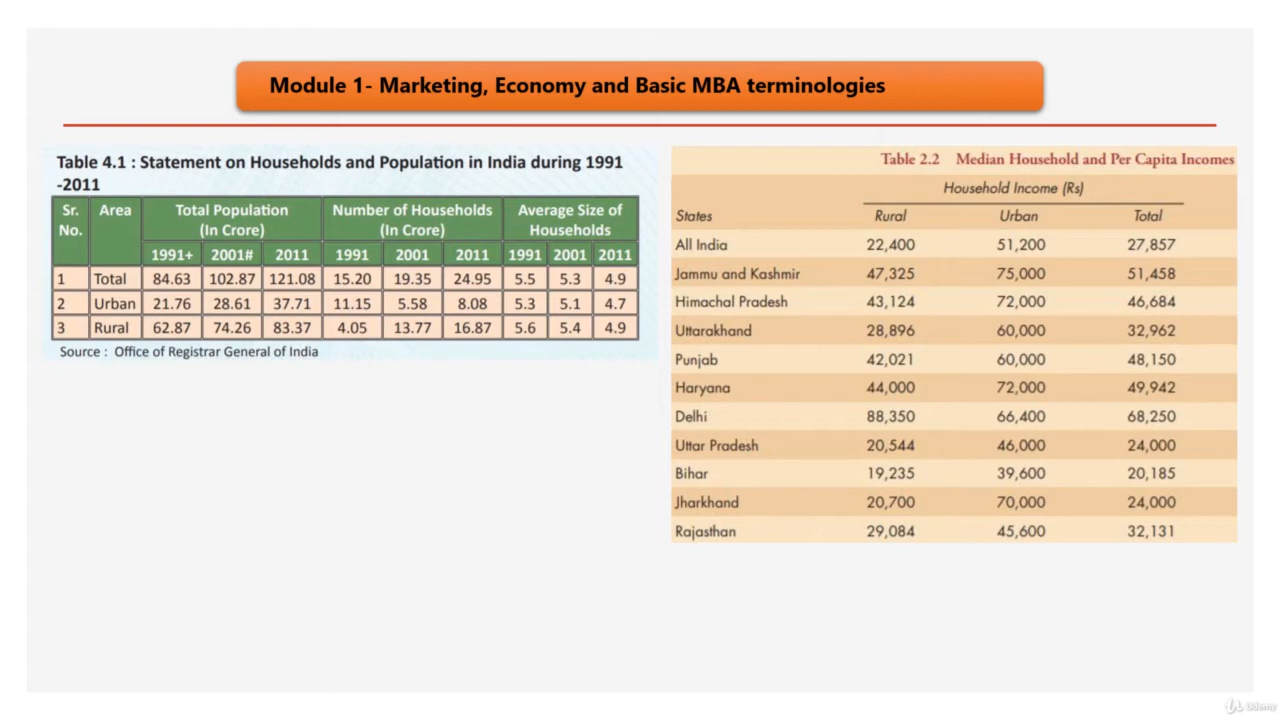 Module 1- Marketing, Economy and Basic MBA terminologies
Table 4.1 : Statement on Households and Population in India during 1991
-2011
Sr. No. Area Total Population (In Crore) Number of Households (In Crore) Average Size of Households
1991+ 2001# 2011 1991 2001 2011 1991 2001 2011
1 Total 84.63 102.87 121.08 15.20 19.35 24.95 5.5 5.3 4.9
2 Urban 21.76 28.61 37.71 11.15 5.58 8.08 5.3 5.1 4.7
3 Rural 62.87 74.26 83.37 4.05 13.77 16.87 5.6 5.4 4.9
Source : Office of Registrar General of India
Table 2.2 Median Household and Per Capita Incomes
Household Income (Rs)
States Rural Urban Total
All India 22,400 51,200 27,857
Jammu and Kashmir 47,325 75,000 51,458
Himachal Pradesh 43,124 72,000 46,684
Uttarakhand 28,896 60,000 32,962
Punjab 42,021 60,000 48,150
Haryana 44,000 72,000 49,942
Delhi 88,350 66,400 68,250
Uttar Pradesh 20,544 46,000 24,000
Bihar 19,235 39,600 20,185
Jharkhand 20,700 70,000 24,000
Rajasthan 29,084 45,600 32,131
Udemy